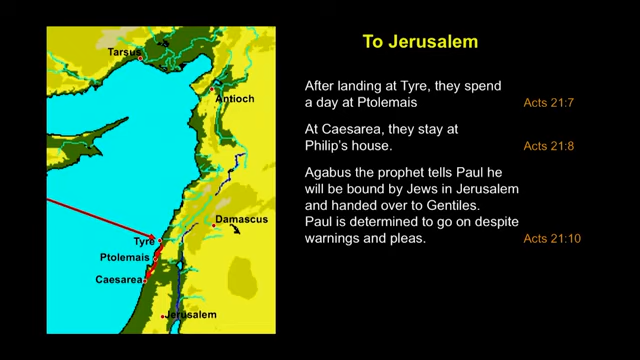 To Jerusalem
Tarsus
Antioch
Damascus
Tyre
Ptolemais
Caesarea
Jerusalem
After landing at Tyre, they spend
a day at Ptolemais Acts 21:7
At Caesarea, they stay at
Philip's house. Acts 21:8
Agabus the prophet tells Paul he
will be bound by Jews in Jerusalem
and handed over to Gentiles.
Paul is determined to go on despite
warnings and pleas. Acts 21:10